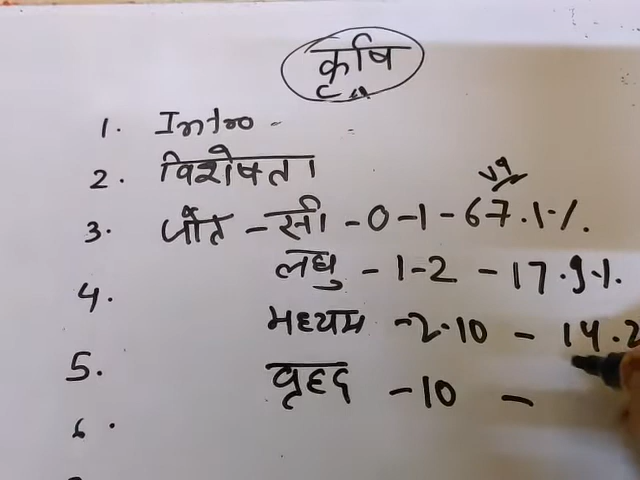 कृषि
1. Intro -
2. विशेषता
3. जोत - सी - 0 - 1 - 67.1%.
4. लघु - 1-2 - 17.9%.
मध्यम - 2-10 - 14.2
5. वृहद - 10 -
6.